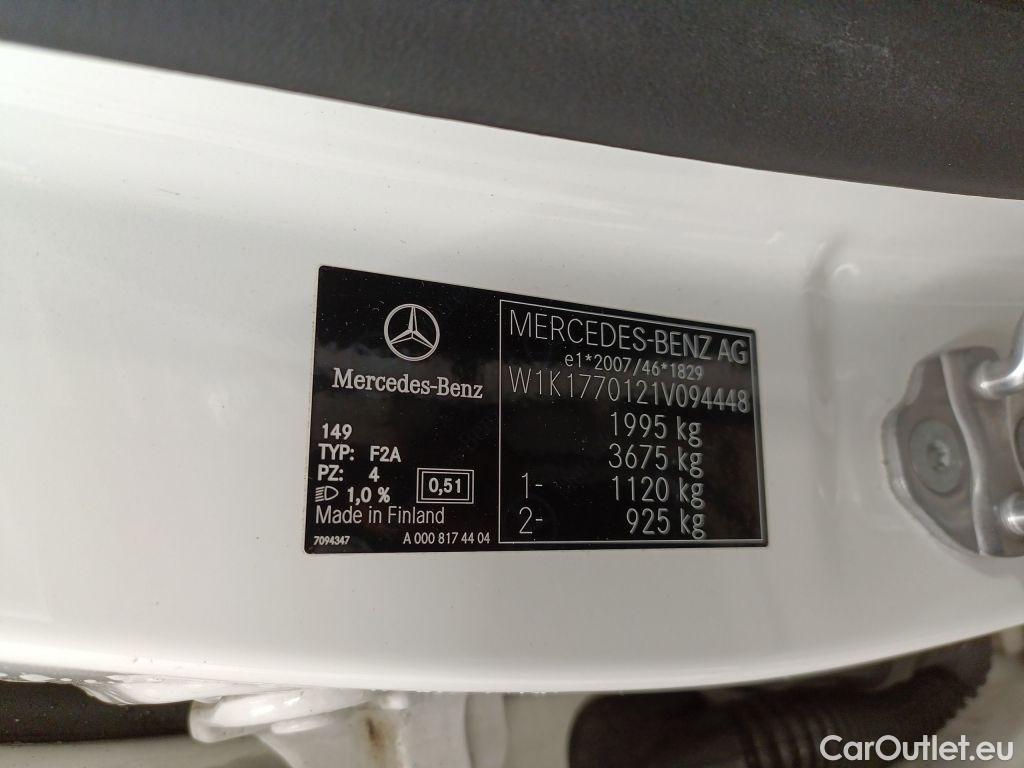 Mercedes-Benz
149
TYP: F2A
PZ: 4
1,0 %
0,51
Made in Finland
7094347 A 000 817 44 04
MERCEDES-BENZ AG
e1*2007/46*1829
W1K1770121V094448
1995 kg
3675 kg
1- 1120 kg
2- 925 kg
CarOutlet.eu